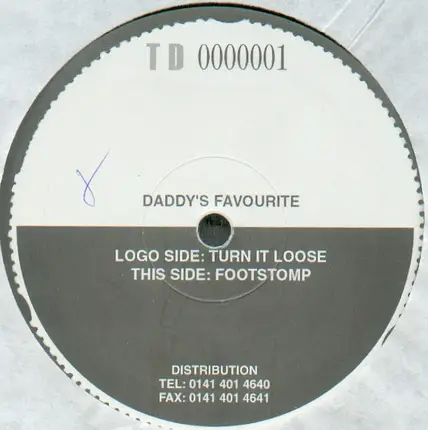 TD 0000001
DADDY'S FAVOURITE
LOGO SIDE: TURN IT LOOSE
THIS SIDE: FOOTSTOMP
DISTRIBUTION
TEL: 0141 401 4640
FAX: 0141 401 4641